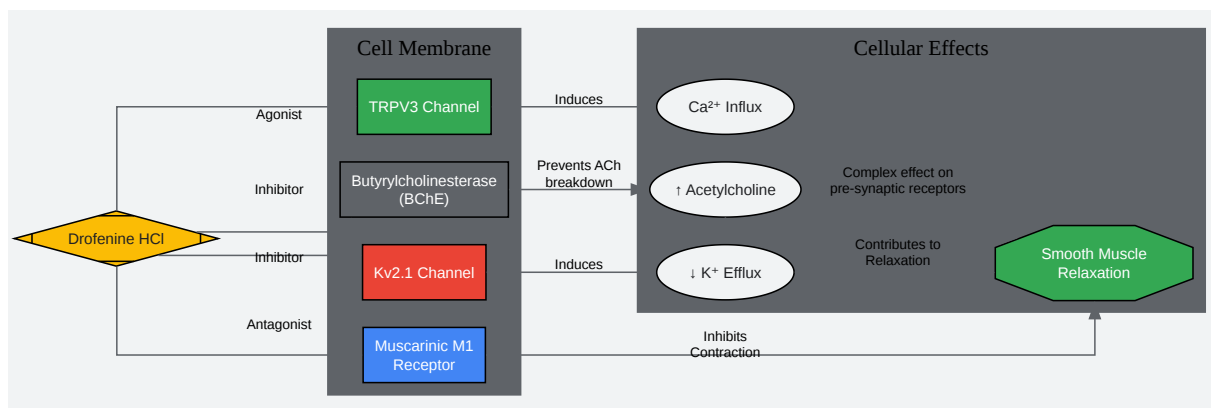 Cell Membrane
Cellular Effects
TRPV3 Channel
Agonist
Induces
Ca²⁺ Influx
Butyrylcholinesterase
(BChE)
Inhibitor
Prevents ACh
breakdown
↑ Acetylcholine
Complex effect on
pre-synaptic receptors
Drofenine HCl
Inhibitor
Kv2.1 Channel
Induces
↓ K⁺ Efflux
Contributes to
Relaxation
Smooth Muscle
Relaxation
Antagonist
Muscarinic M1
Receptor
Inhibits
Contraction